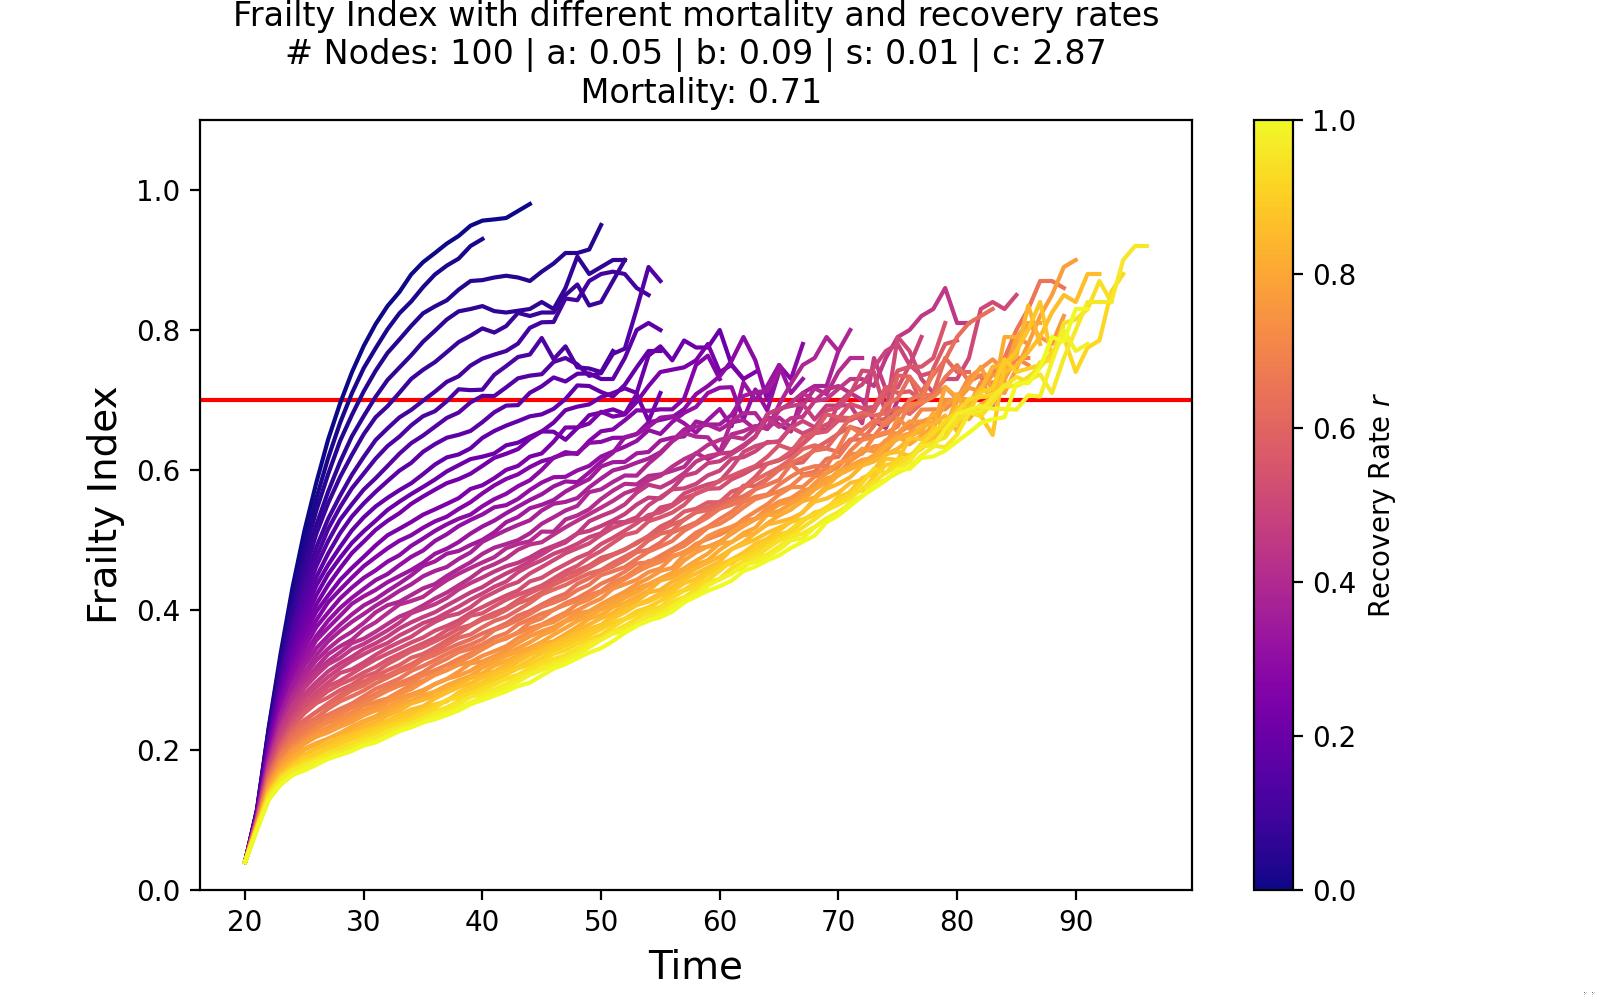 Frailty Index with different mortality and recovery rates
# Nodes: 100 | a: 0.05 | b: 0.09 | s: 0.01 | c: 2.87
Mortality: 0.71
Frailty Index
1.0
0.8
0.6
0.4
0.2
0.0
20 30 40 50 60 70 80 90
Time
1.0
0.8
0.6
0.4
0.2
0.0
Recovery Rate r